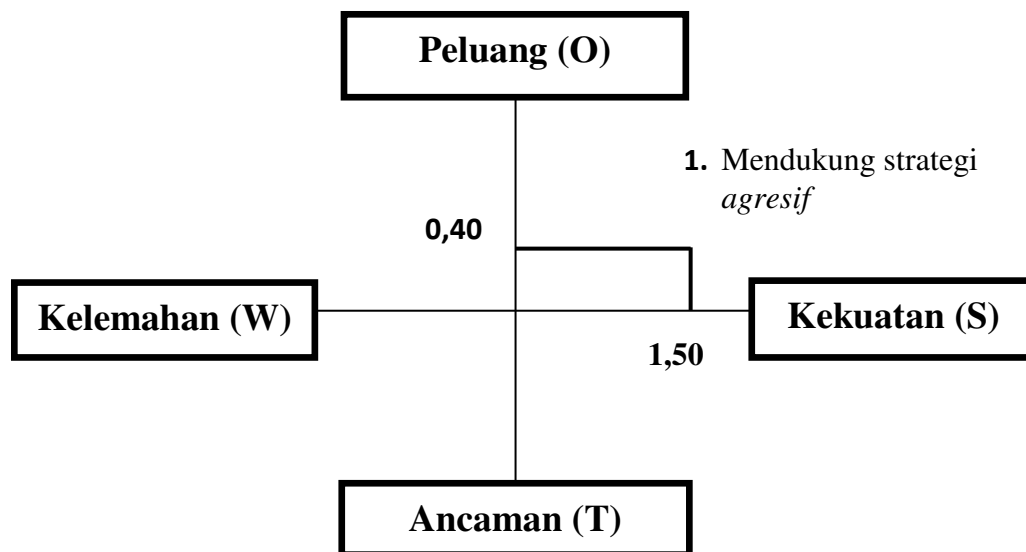 Peluang (O)
1. Mendukung strategi
agresif
0,40
Kelemahan (W)
Kekuatan (S)
1,50
Ancaman (T)